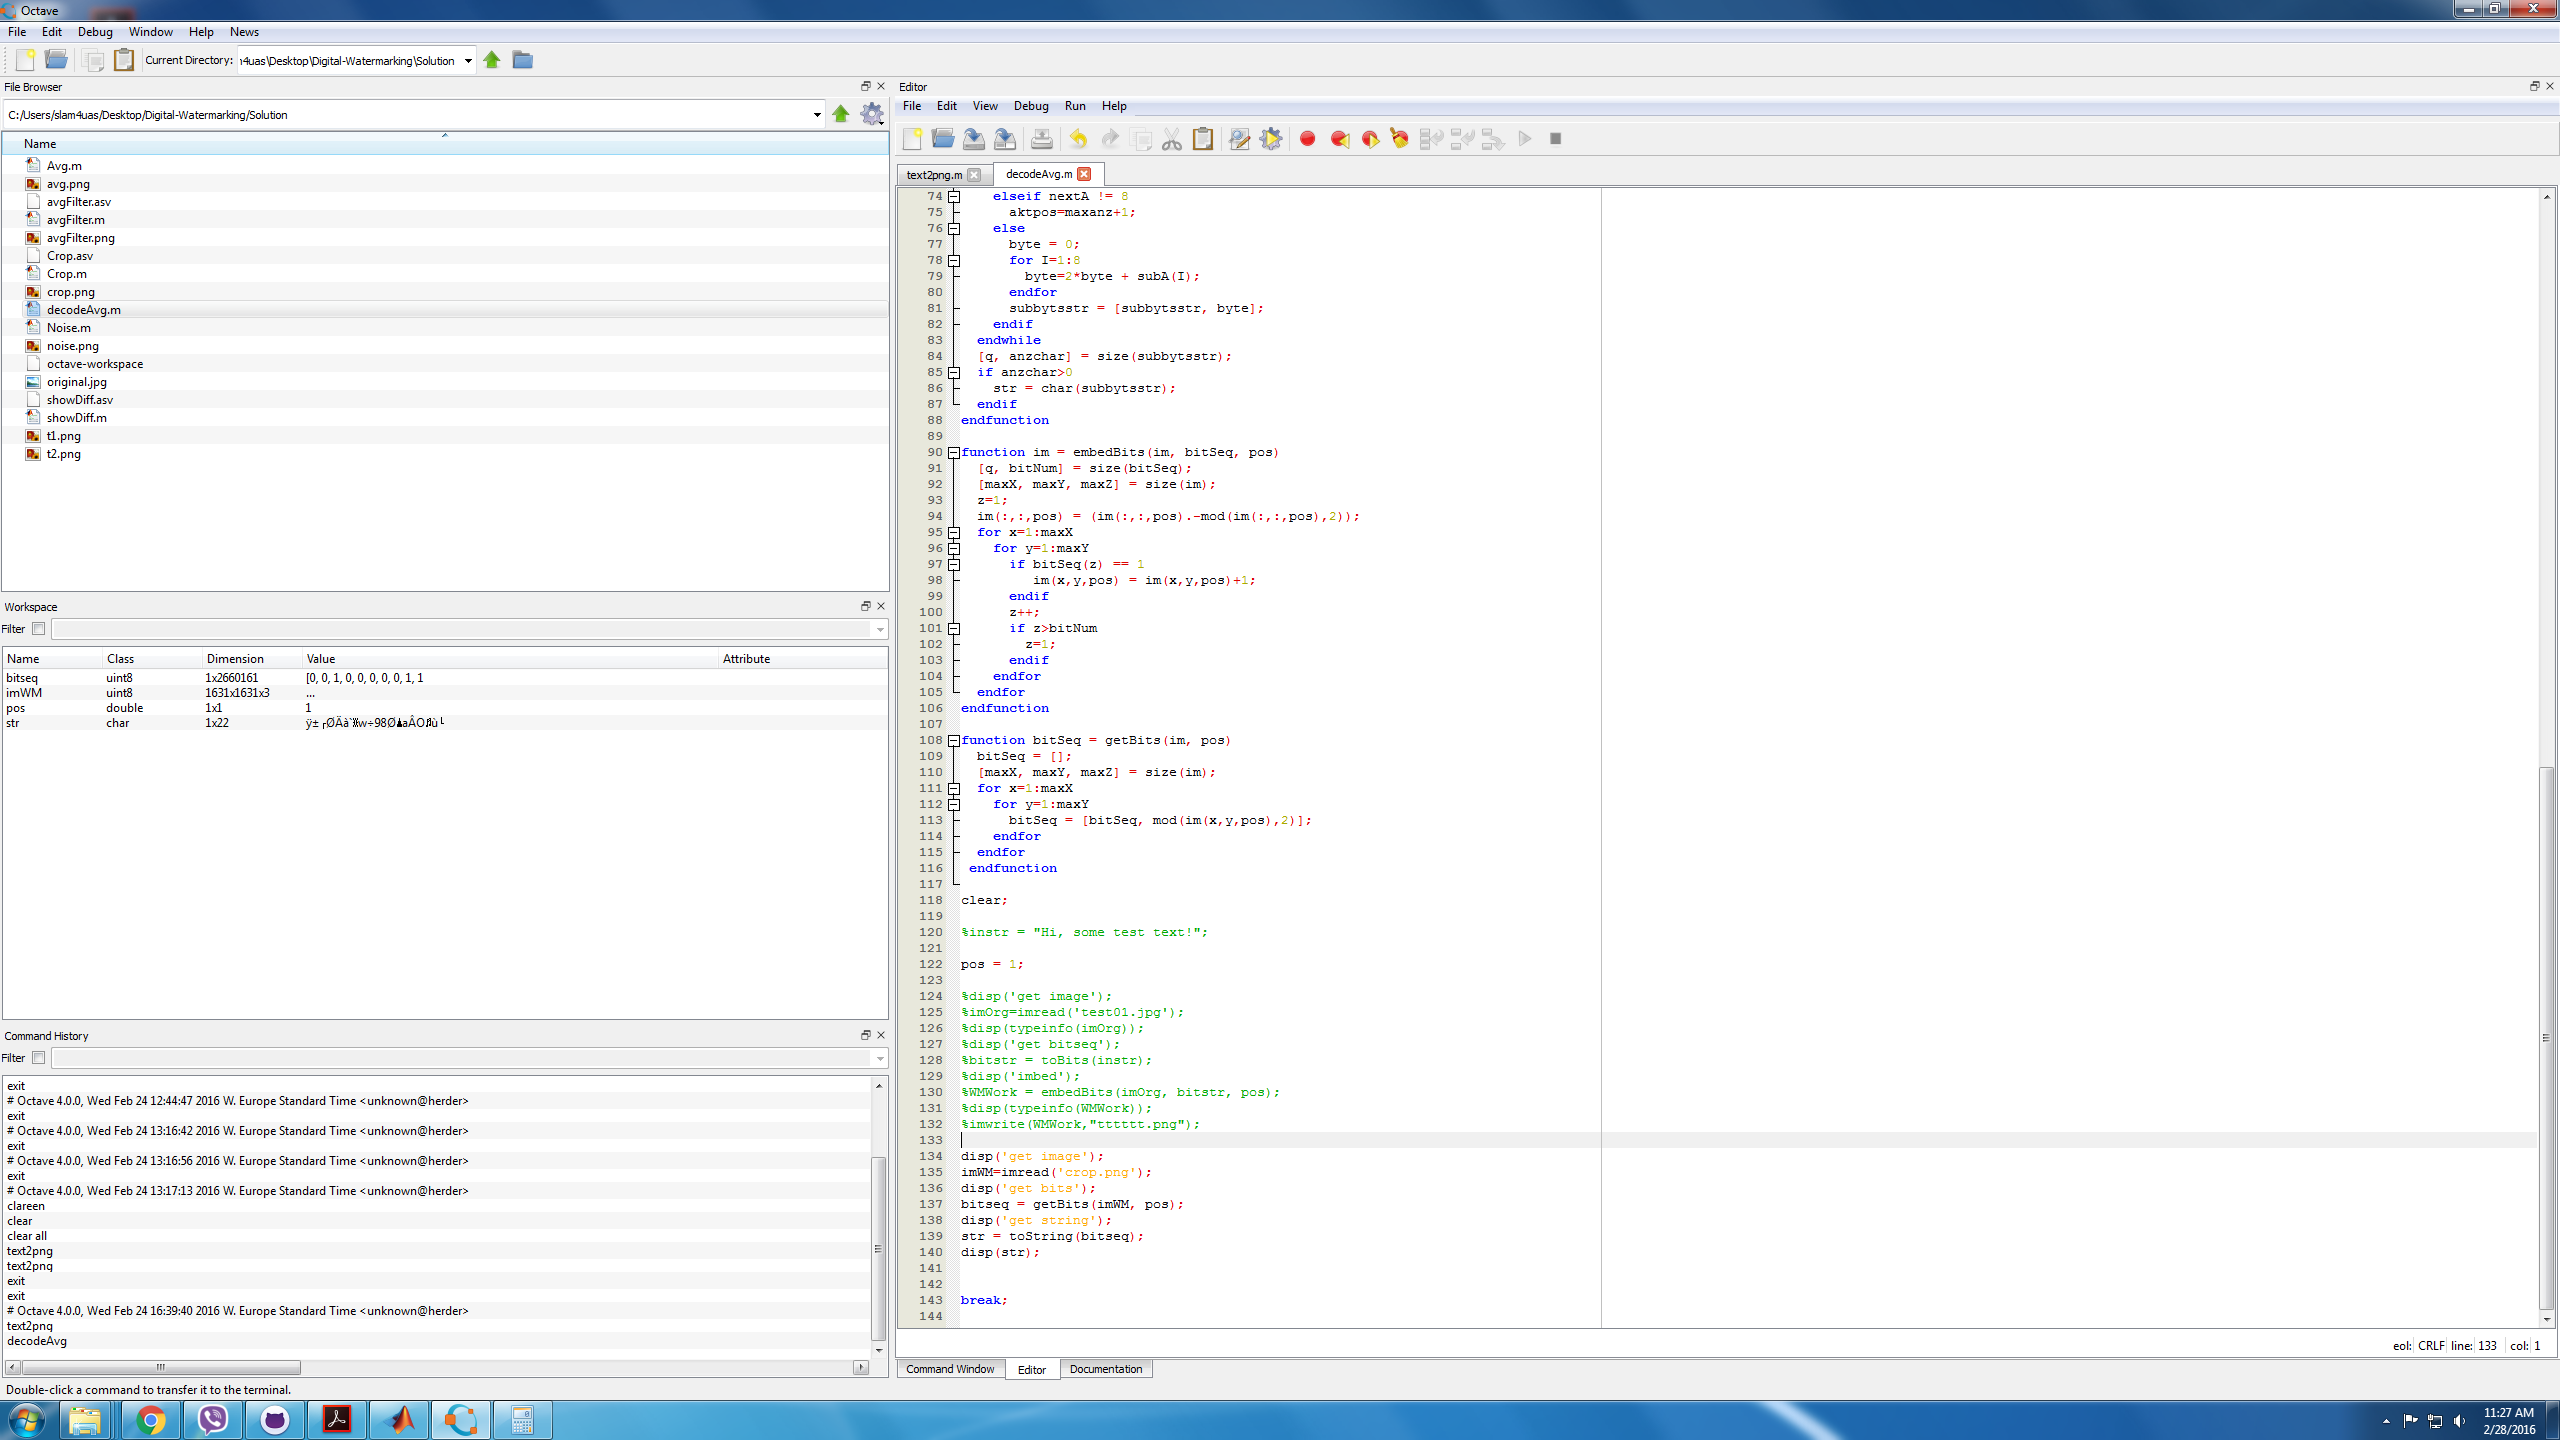 Octave
File Edit Debug Window Help News
Current Directory: ı4uas\Desktop\Digital-Watermarking\Solution
File Browser
C:/Users/slam4uas/Desktop/Digital-Watermarking/Solution
Name
Avg.m
avg.png
avgFilter.asv
avgFilter.m
avgFilter.png
Crop.asv
Crop.m
crop.png
decodeAvg.m
Noise.m
noise.png
octave-workspace
original.jpg
showDiff.asv
showDiff.m
t1.png
t2.png
Workspace
Filter
Name Class Dimension Value Attribute
bitseq uint8 1x2660161 [0, 0, 1, 0, 0, 0, 0, 0, 1, 1
imWM uint8 1631x1631x3 ...
pos double 1x1 1
str char 1x22
Command History
Filter
exit
# Octave 4.0.0, Wed Feb 24 12:44:47 2016 W. Europe Standard Time <unknown@herder>
exit
# Octave 4.0.0, Wed Feb 24 13:16:42 2016 W. Europe Standard Time <unknown@herder>
exit
# Octave 4.0.0, Wed Feb 24 13:16:56 2016 W. Europe Standard Time <unknown@herder>
exit
# Octave 4.0.0, Wed Feb 24 13:17:13 2016 W. Europe Standard Time <unknown@herder>
clareen
clear
clear all
text2png
text2png
exit
exit
# Octave 4.0.0, Wed Feb 24 16:39:40 2016 W. Europe Standard Time <unknown@herder>
text2png
decodeAvg
Double-click a command to transfer it to the terminal.
Editor
File Edit View Debug Run Help
text2png.m decodeAvg.m
74 elseif nextA != 8
75 aktpos=maxanz+1;
76 else
77 byte = 0;
78 for I=1:8
79 byte=2*byte + subA(I);
80 endfor
81 subbytsstr = [subbytsstr, byte];
82 endif
83 endwhile
84 [q, anzchar] = size(subbytsstr);
85 if anzchar>0
86 str = char(subbytsstr);
87 endif
88 endfunction
89
90 function im = embedBits(im, bitSeq, pos)
91 [q, bitNum] = size(bitSeq);
92 [maxX, maxY, maxZ] = size(im);
93 z=1;
94 im(:,:,pos) = (im(:,:,pos).-mod(im(:,:,pos),2));
95 for x=1:maxX
96 for y=1:maxY
97 if bitSeq(z) == 1
98 im(x,y,pos) = im(x,y,pos)+1;
99 endif
100 z++;
101 if z>bitNum
102 z=1;
103 endif
104 endfor
105 endfor
106 endfunction
107
108 function bitSeq = getBits(im, pos)
109 bitSeq = [];
110 [maxX, maxY, maxZ] = size(im);
111 for x=1:maxX
112 for y=1:maxY
113 bitSeq = [bitSeq, mod(im(x,y,pos),2)];
114 endfor
115 endfor
116 endfunction
117
118 clear;
119
120 %instr = "Hi, some test text!";
121
122 pos = 1;
123
124 %disp('get image');
125 %imOrg=imread('test01.jpg');
126 %disp(typeinfo(imOrg));
127 %disp('get bitseq');
128 %bitstr = toBits(instr);
129 %disp('imbed');
130 %WMWork = embedBits(imOrg, bitstr, pos);
131 %disp(typeinfo(WMWork));
132 %imwrite(WMWork,"tttttt.png");
133
134 disp('get image');
135 imWM=imread('crop.png');
136 disp('get bits');
137 bitseq = getBits(imWM, pos);
138 disp('get string');
139 str = toString(bitseq);
140 disp(str);
141
142
143 break;
144
eol: CRLF line: 133 col: 1
Command Window Editor Documentation
11:27 AM
2/28/2016